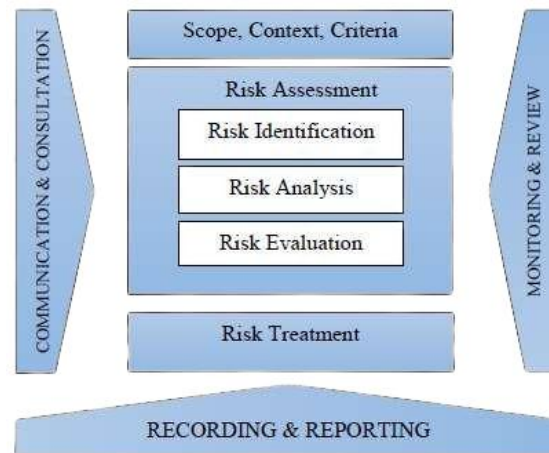 Scope, Context, Criteria
COMMUNICATION & CONSULTATION
Risk Assessment
Risk Identification
Risk Analysis
Risk Evaluation
MONITORING & REVIEW
Risk Treatment
RECORDING & REPORTING